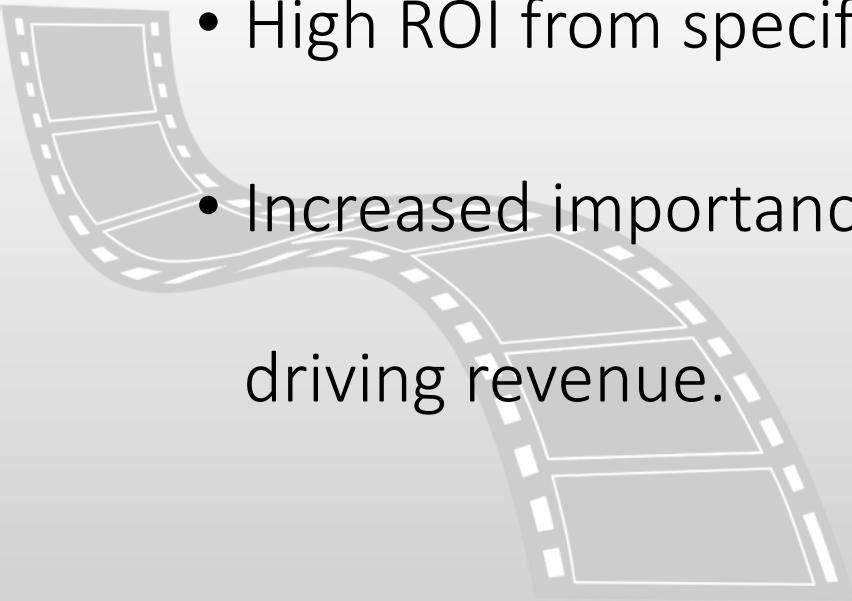 • High ROI from specif
• Increased importanc
driving revenue.